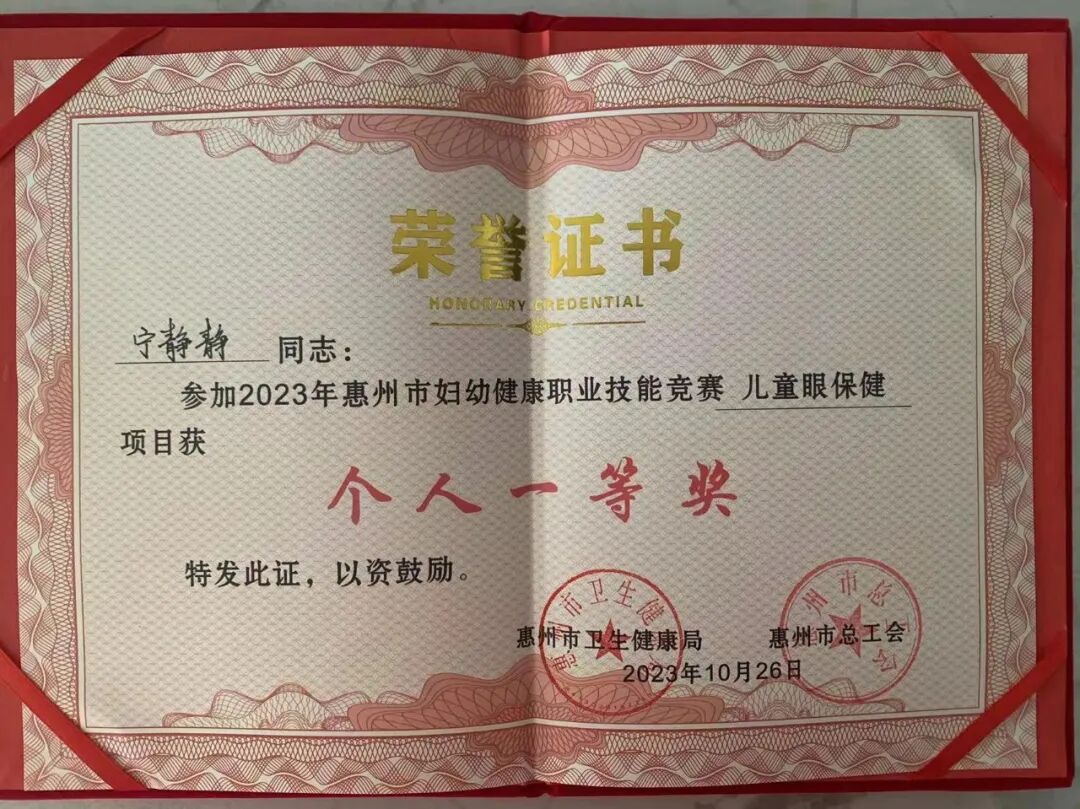 荣誉证书
HONORARY CREDENTIAL
宁静静 同志：
参加2023年惠州市妇幼健康职业技能竞赛 儿童眼保健
项目获
个人一等奖
特发此证，以资鼓励。
惠州市卫生健康局 惠州市总工会
2023年10月26日